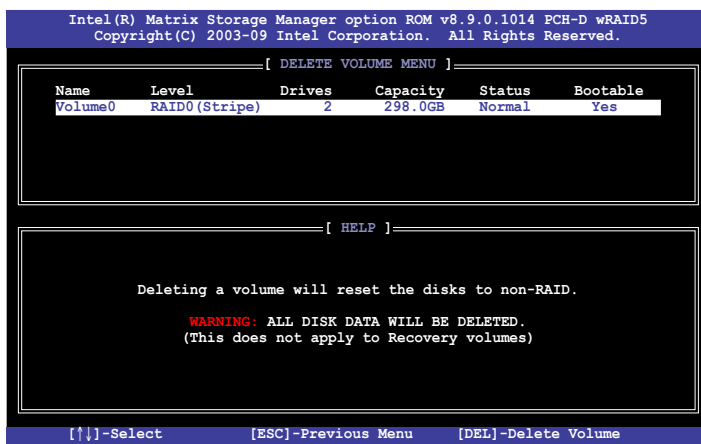 Intel(R) Matrix Storage Manager option ROM v8.9.0.1014 PCH-D wRAID5
Copyright(C) 2003-09 Intel Corporation. All Rights Reserved.
[ DELETE VOLUME MENU ]
Name Level Drives Capacity Status Bootable
Volume0 RAID0(Stripe) 2 298.0GB Normal Yes
[ HELP ]
Deleting a volume will reset the disks to non-RAID.
WARNING: ALL DISK DATA WILL BE DELETED.
(This does not apply to Recovery volumes)
[↑↓]-Select [ESC]-Previous Menu [DEL]-Delete Volume